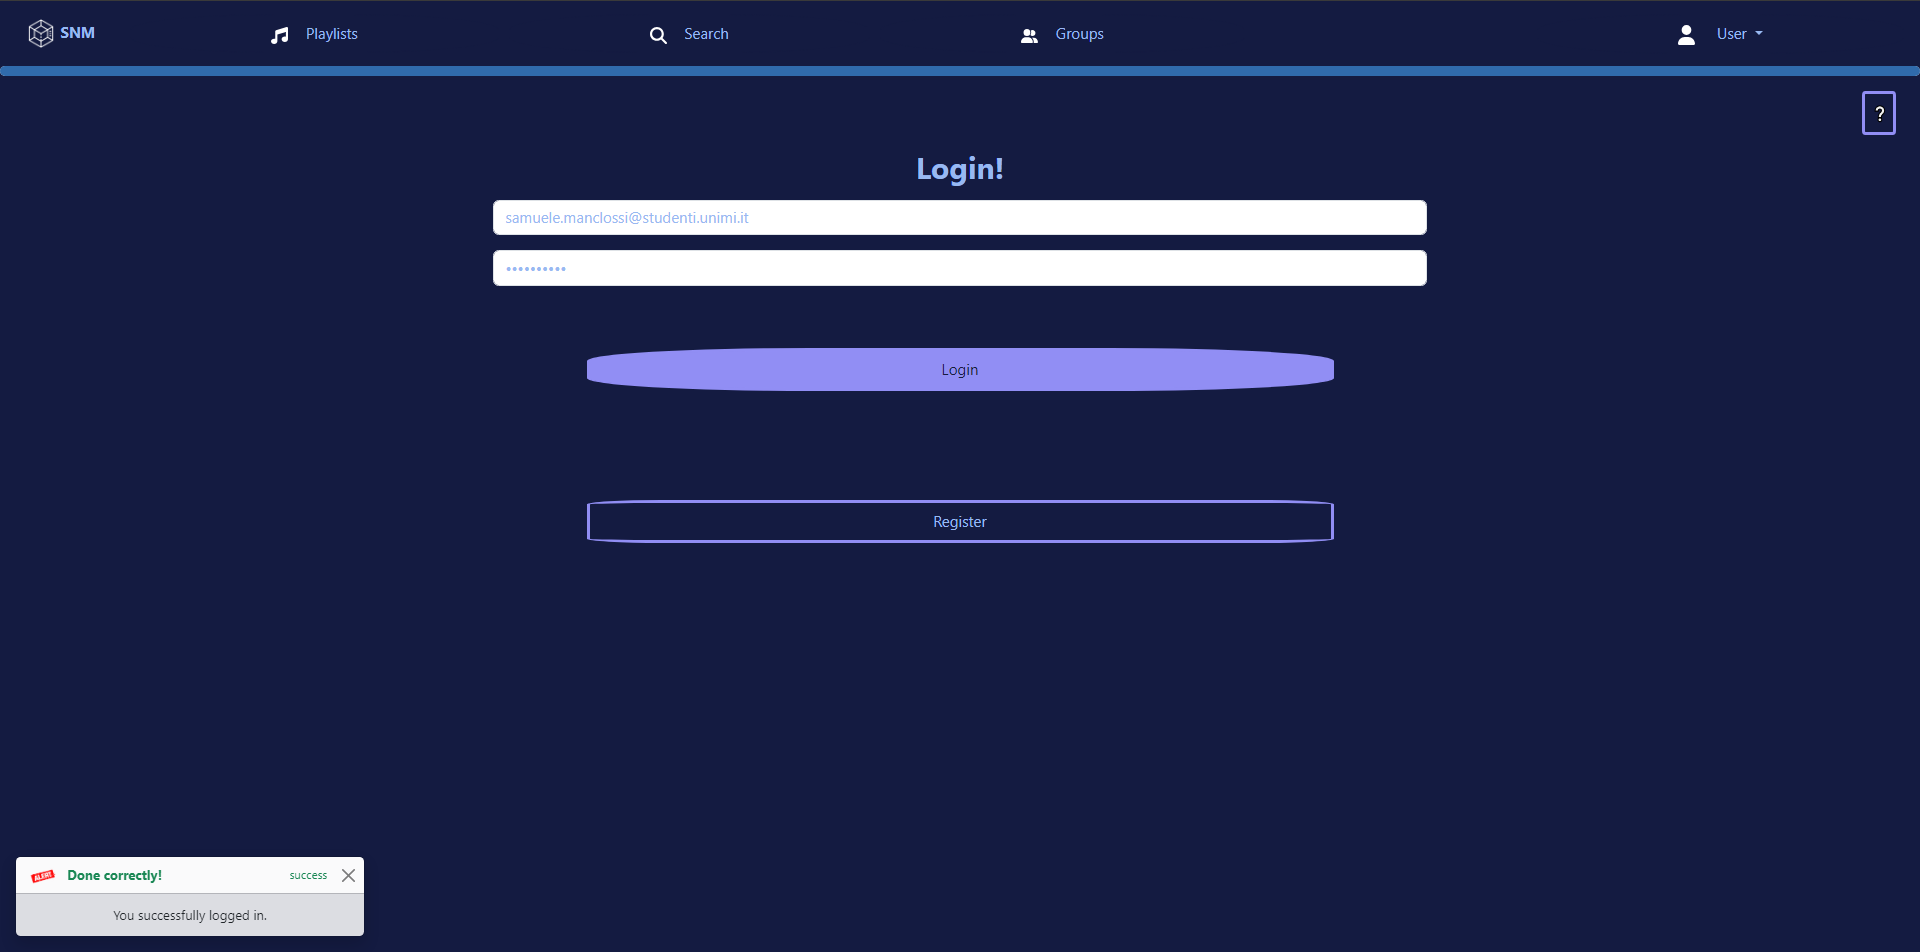 SNM
Playlists
Search
Groups
User
?
Login!
samuele.manclossi@studenti.unimi.it
••••••••••
Login
Register
ALERT
Done correctly!
success
You successfully logged in.